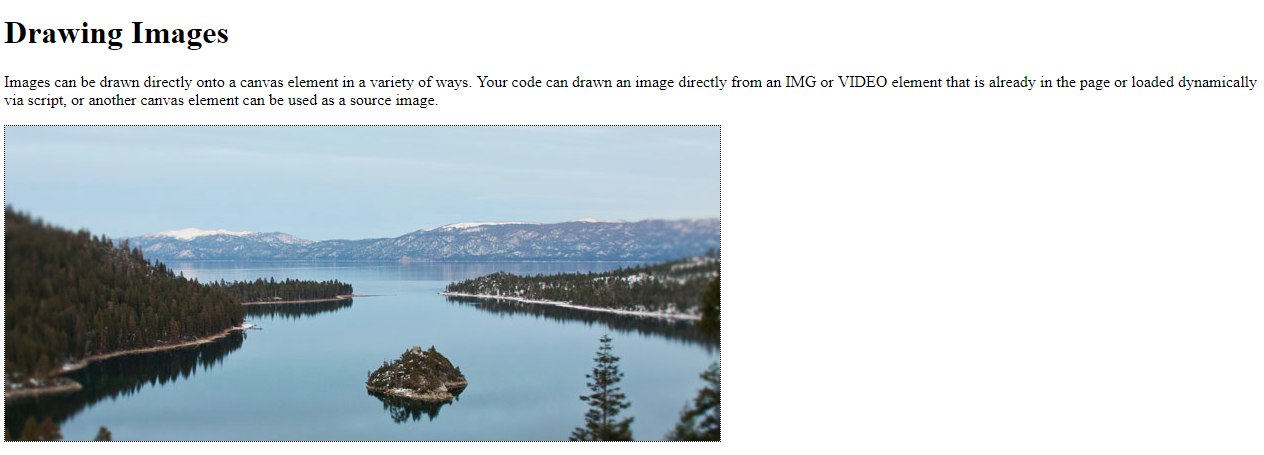 Drawing Images
Images can be drawn directly onto a canvas element in a variety of ways. Your code can drawn an image directly from an IMG or VIDEO element that is already in the page or loaded dynamically
via script, or another canvas element can be used as a source image.